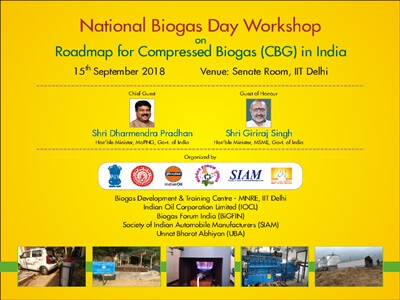 National Biogas Day Workshop
on
Roadmap for Compressed Biogas (CBG) in India
15th September 2018 Venue: Senate Room, IIT Delhi
Chief Guest
Guest of Honour
Shri Dharmendra Pradhan
Shri Giriraj Singh
Hon'ble Minister, MoPNG, Govt. of India
Hon'ble Minister, MSME, Govt. of India
Organized by
IndianOil
SIAM
Biogas Development & Training Centre - MNRE, IIT Delhi
Indian Oil Corporation Limited (IOCL)
Biogas Forum India (BiGFIN)
Society of Indian Automobile Manufacturers (SIAM)
Unnat Bharat Abhiyan (UBA)